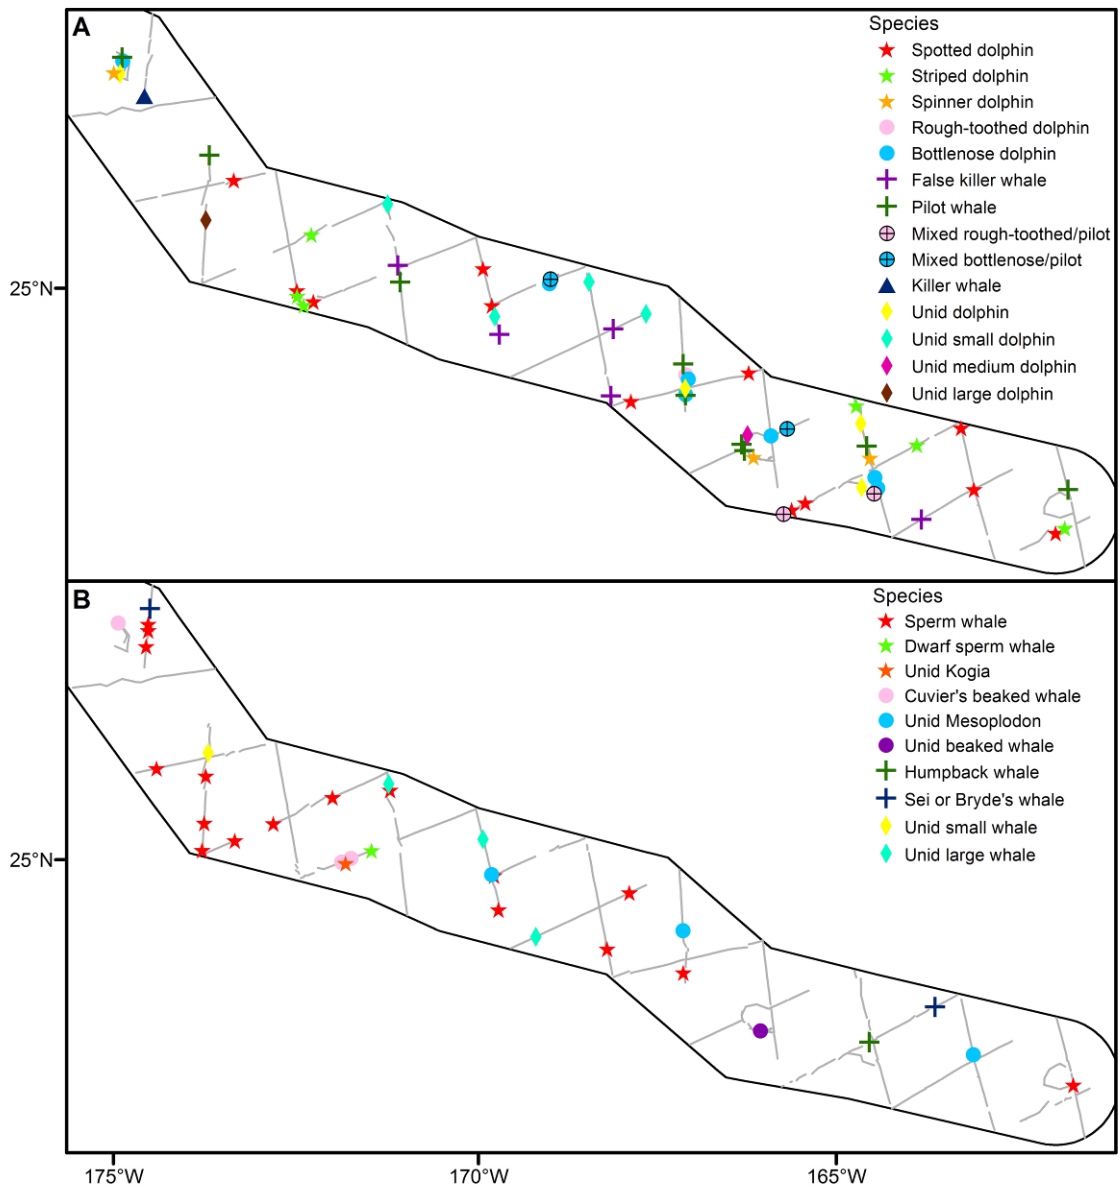 A
Species
Spotted dolphin
Striped dolphin
Spinner dolphin
Rough-toothed dolphin
Bottlenose dolphin
False killer whale
Pilot whale
Mixed rough-toothed/pilot
Mixed bottlenose/pilot
Killer whale
Unid dolphin
Unid small dolphin
Unid medium dolphin
Unid large dolphin
25°N
B
Species
Sperm whale
Dwarf sperm whale
Unid Kogia
Cuvier's beaked whale
Unid Mesoplodon
Unid beaked whale
Humpback whale
Sei or Bryde's whale
Unid small whale
Unid large whale
25°N
175°W 170°W 165°W